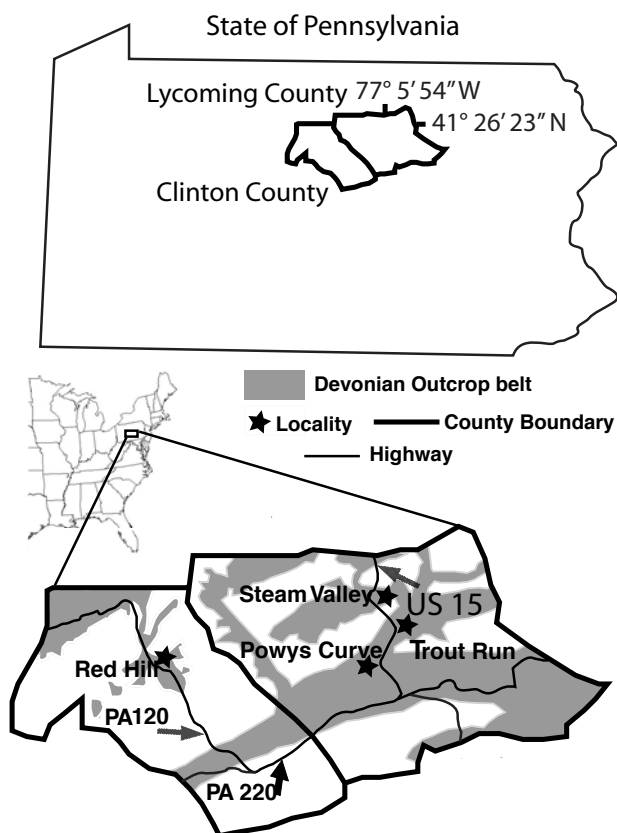 State of Pennsylvania
Lycoming County 77° 5′ 54″ W
41° 26′ 23″ N
Clinton County
Devonian Outcrop belt
Locality County Boundary
Highway
Steam Valley
US 15
Powys Curve Trout Run
Red Hill
PA120
PA 220